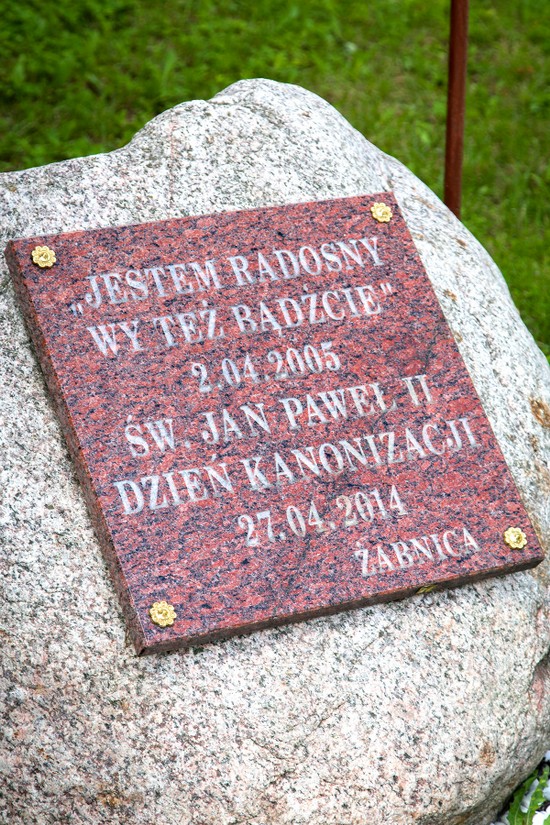 „JESTEM RADOSNY
WY TEŻ BĄDŹCIE"
2.04.2005
ŚW. JAN PAWEŁ II
DZIEŃ KANONIZACJI
27.04.2014
ŻABNICA